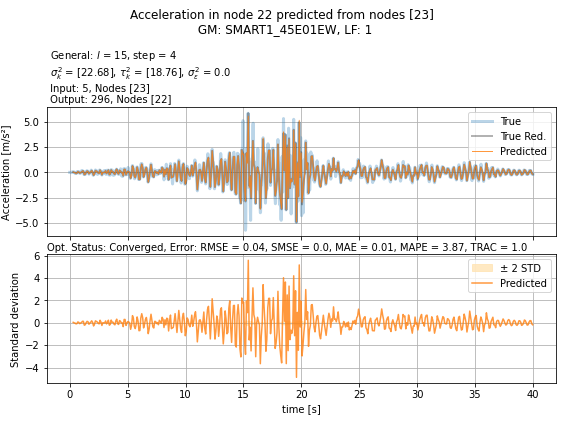 Acceleration in node 22 predicted from nodes [23]
GM: SMART1_45E01EW, LF: 1
General: l = 15, step = 4
σ²ₖ = [22.68], τ²ₖ = [18.76], σ²ε = 0.0
Input: 5, Nodes [23]
Output: 296, Nodes [22]
Acceleration [m/s²]
5.0
2.5
0.0
−2.5
−5.0
True
True Red.
Predicted
Opt. Status: Converged, Error: RMSE = 0.04, SMSE = 0.0, MAE = 0.01, MAPE = 3.87, TRAC = 1.0
Standard deviation
6
4
2
0
−2
−4
± 2 STD
Predicted
0 5 10 15 20 25 30 35 40
time [s]